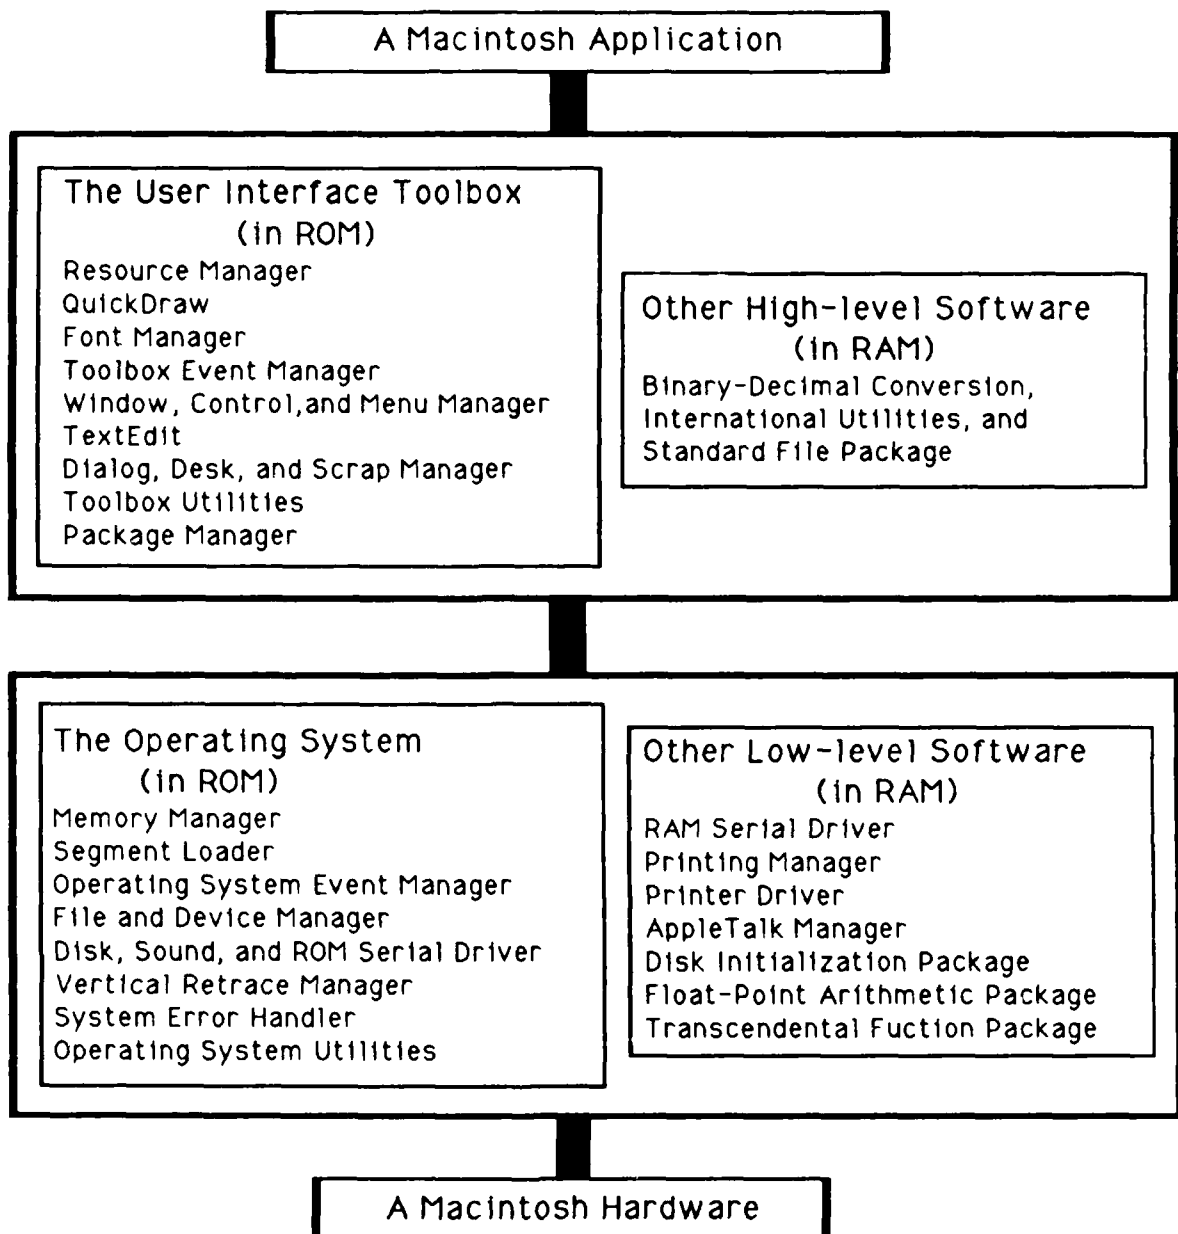 A Macintosh Application
The User Interface Toolbox
(in ROM)
Resource Manager
QuickDraw
Font Manager
Toolbox Event Manager
Window, Control,and Menu Manager
TextEdit
Dialog, Desk, and Scrap Manager
Toolbox Utilities
Package Manager
Other High-level Software
(in RAM)
Binary-Decimal Conversion,
International Utilities, and
Standard File Package
The Operating System
(in ROM)
Memory Manager
Segment Loader
Operating System Event Manager
File and Device Manager
Disk, Sound, and ROM Serial Driver
Vertical Retrace Manager
System Error Handler
Operating System Utilities
Other Low-level Software
(in RAM)
RAM Serial Driver
Printing Manager
Printer Driver
AppleTalk Manager
Disk Initialization Package
Float-Point Arithmetic Package
Transcendental Fuction Package
A Macintosh Hardware